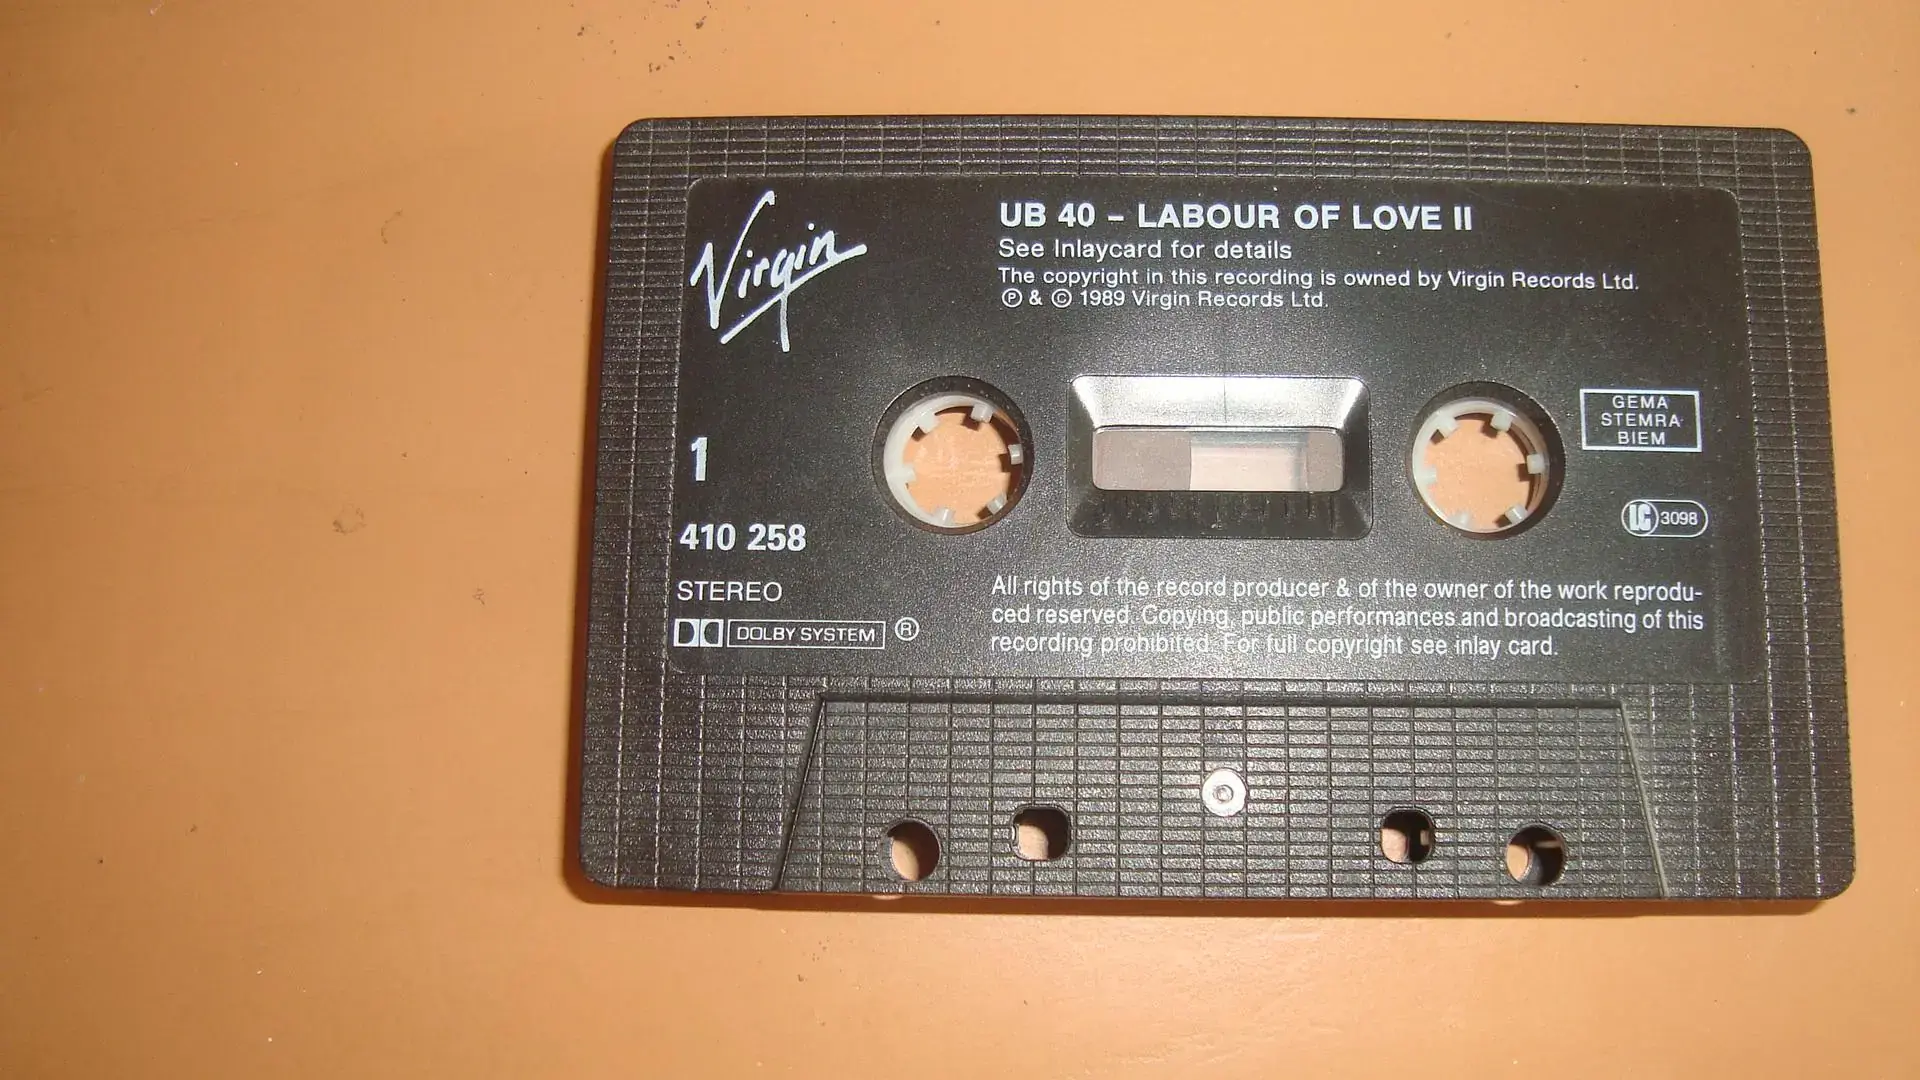 Virgin
UB 40 – LABOUR OF LOVE II
See Inlaycard for details
The copyright in this recording is owned by Virgin Records Ltd.
℗ & © 1989 Virgin Records Ltd.
GEMA
STEMRA
BIEM
1
LC 3098
410 258
STEREO
DOLBY SYSTEM ®
All rights of the record producer & of the owner of the work reprodu-
ced reserved. Copying, public performances and broadcasting of this
recording prohibited. For full copyright see inlay card.